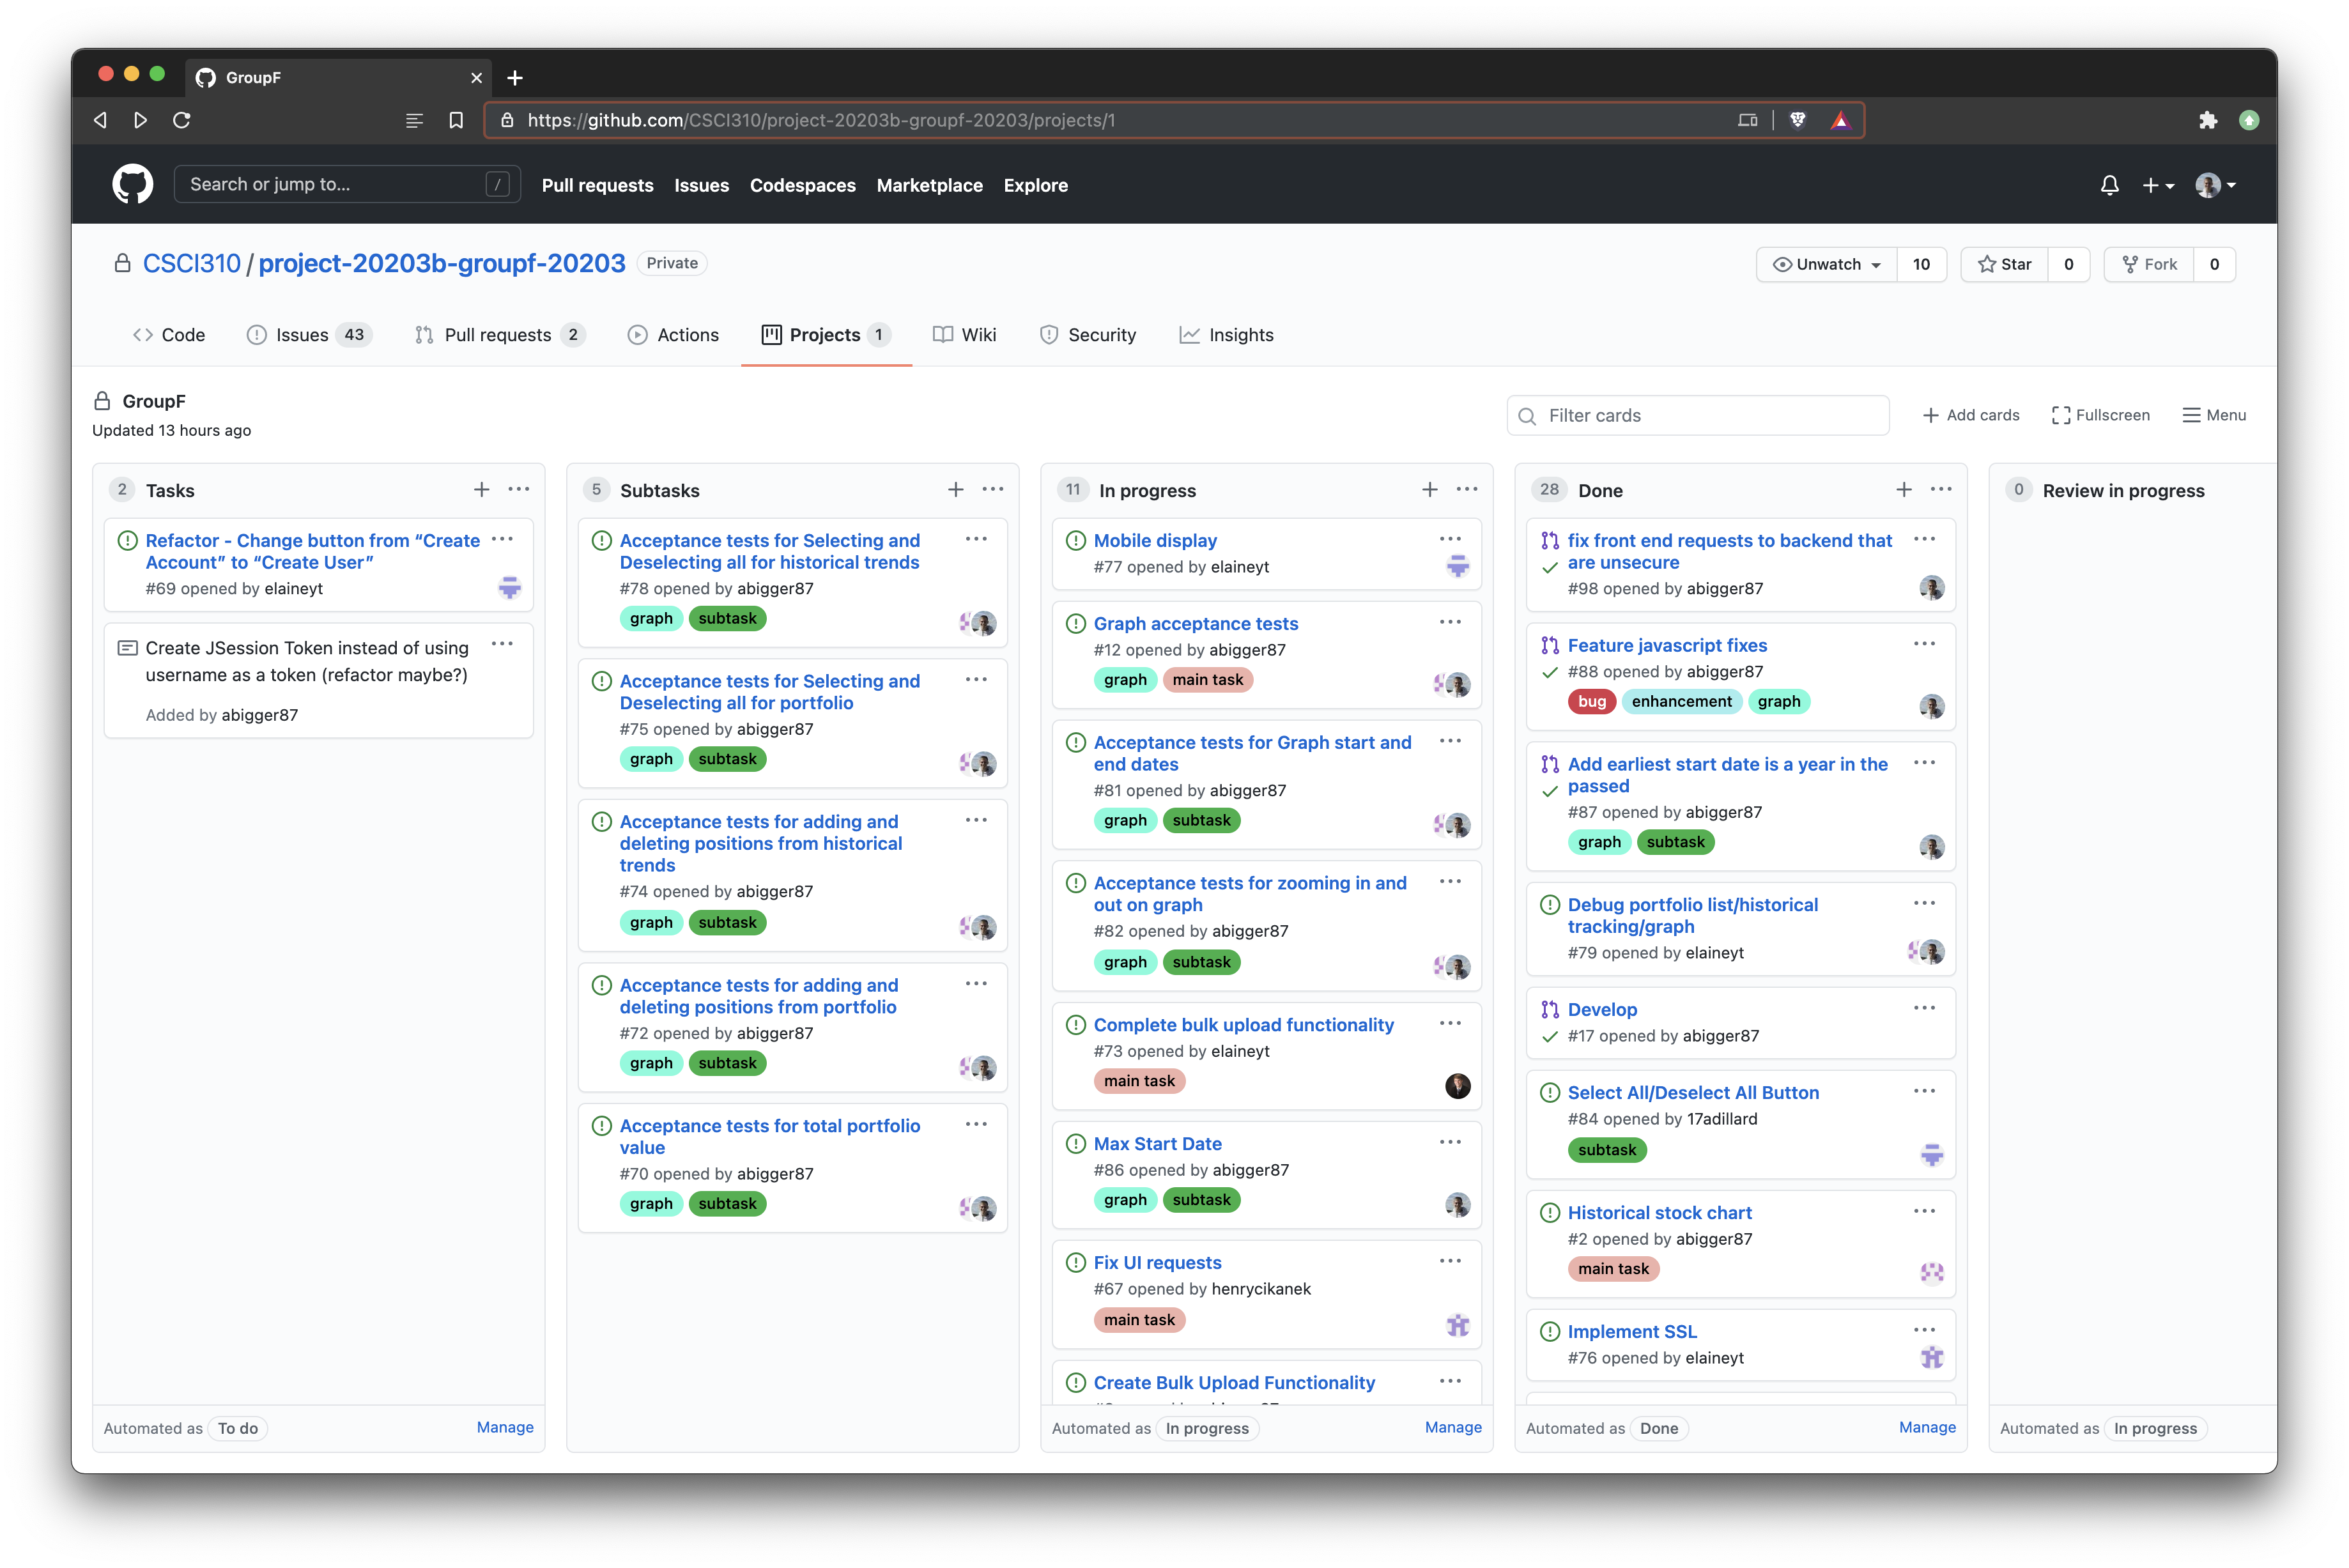 GroupF
https://github.com/CSCI310/project-20203b-groupf-20203/projects/1
Search or jump to... / Pull requests Issues Codespaces Marketplace Explore
CSCI310 / project-20203b-groupf-20203 Private
Unwatch 10 Star 0 Fork 0
Code Issues 43 Pull requests 2 Actions Projects 1 Wiki Security Insights
GroupF
Updated 13 hours ago
Filter cards Add cards Fullscreen Menu
2 Tasks
Refactor - Change button from “Create
Account” to “Create User”
#69 opened by elaineyt
Create JSession Token instead of using
username as a token (refactor maybe?)
Added by abigger87
Automated as To do Manage
5 Subtasks
Acceptance tests for Selecting and
Deselecting all for historical trends
#78 opened by abigger87
graph subtask
Acceptance tests for Selecting and
Deselecting all for portfolio
#75 opened by abigger87
graph subtask
Acceptance tests for adding and
deleting positions from historical
trends
#74 opened by abigger87
graph subtask
Acceptance tests for adding and
deleting positions from portfolio
#72 opened by abigger87
graph subtask
Acceptance tests for total portfolio
value
#70 opened by abigger87
graph subtask
11 In progress
Mobile display
#77 opened by elaineyt
Graph acceptance tests
#12 opened by abigger87
graph main task
Acceptance tests for Graph start and
end dates
#81 opened by abigger87
graph subtask
Acceptance tests for zooming in and
out on graph
#82 opened by abigger87
graph subtask
Complete bulk upload functionality
#73 opened by elaineyt
main task
Max Start Date
#86 opened by abigger87
graph subtask
Fix UI requests
#67 opened by henrycikanek
main task
Create Bulk Upload Functionality
Automated as In progress Manage
28 Done
fix front end requests to backend that
are unsecure
#98 opened by abigger87
Feature javascript fixes
#88 opened by abigger87
bug enhancement graph
Add earliest start date is a year in the
passed
#87 opened by abigger87
graph subtask
Debug portfolio list/historical
tracking/graph
#79 opened by elaineyt
Develop
#17 opened by abigger87
Select All/Deselect All Button
#84 opened by 17adillard
subtask
Historical stock chart
#2 opened by abigger87
main task
Implement SSL
#76 opened by elaineyt
Automated as Done Manage
0 Review in progress
Automated as In progress